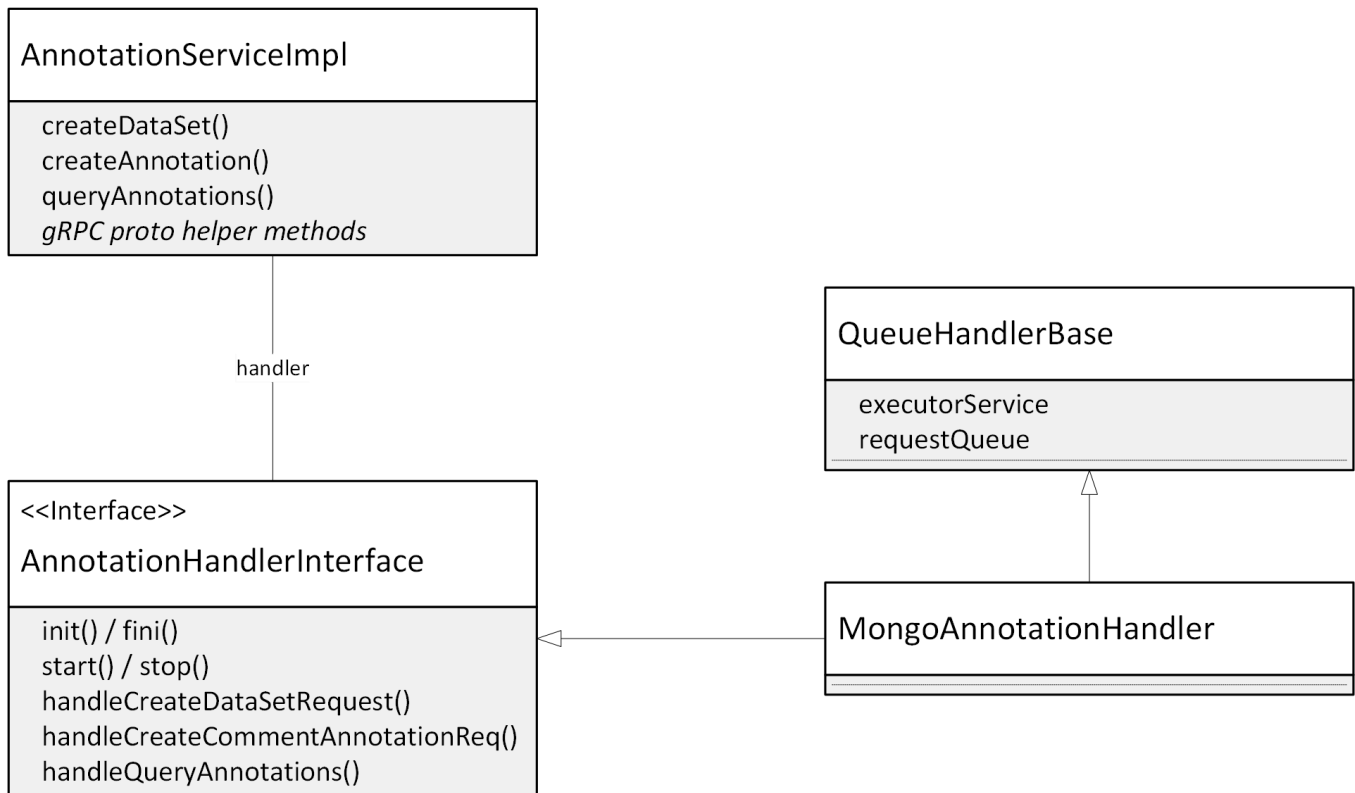 AnnotationServiceImpl
createDataSet()
createAnnotation()
queryAnnotations()
gRPC proto helper methods
handler
<<Interface>>
AnnotationHandlerInterface
init() / fini()
start() / stop()
handleCreateDataSetRequest()
handleCreateCommentAnnotationReq()
handleQueryAnnotations()
QueueHandlerBase
executorService
requestQueue
MongoAnnotationHandler